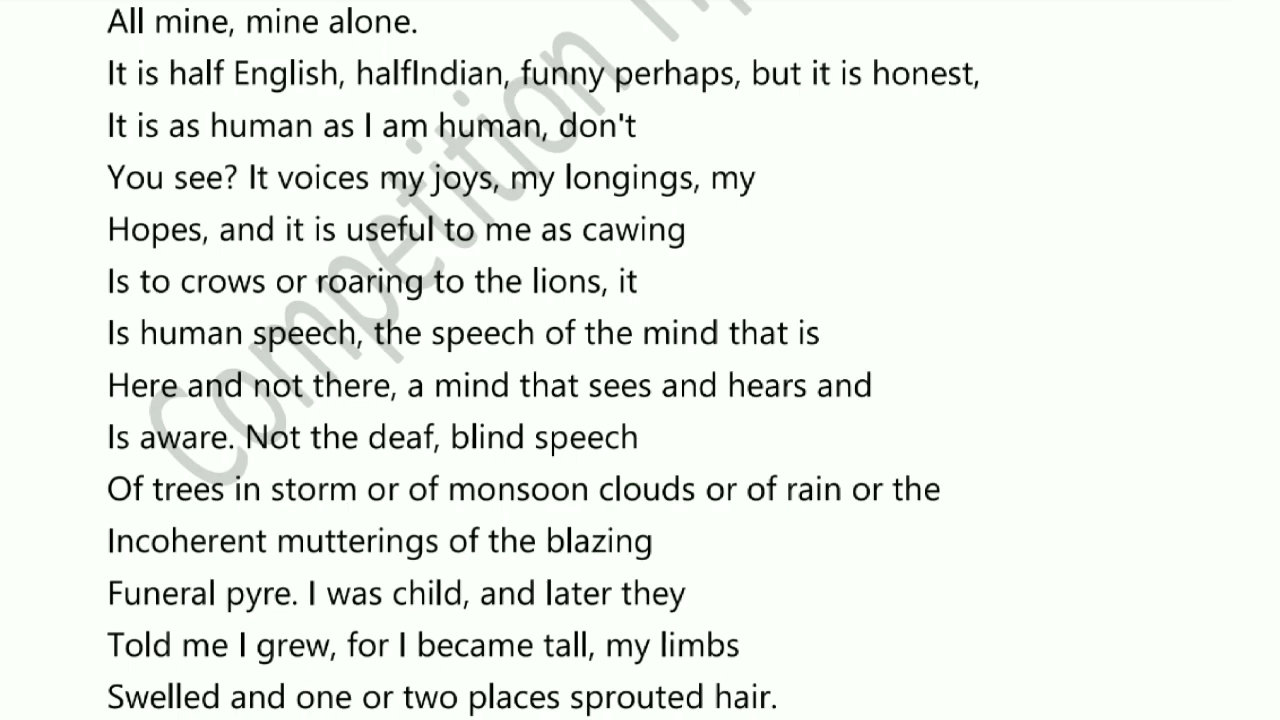 All mine, mine alone.
It is half English, halfIndian, funny perhaps, but it is honest,
It is as human as I am human, don't
You see? It voices my joys, my longings, my
Hopes, and it is useful to me as cawing
Is to crows or roaring to the lions, it
Is human speech, the speech of the mind that is
Here and not there, a mind that sees and hears and
Is aware. Not the deaf, blind speech
Of trees in storm or of monsoon clouds or of rain or the
Incoherent mutterings of the blazing
Funeral pyre. I was child, and later they
Told me I grew, for I became tall, my limbs
Swelled and one or two places sprouted hair.
Competition